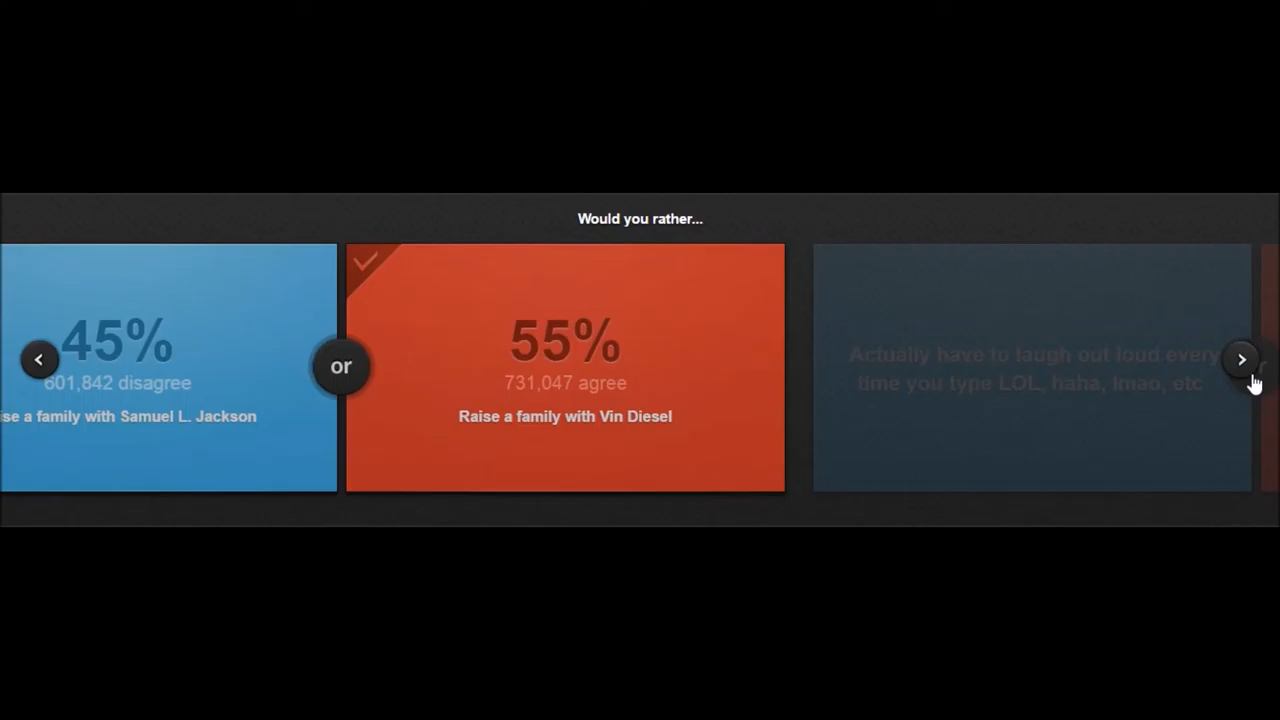 Would you rather...
45%
601,842 disagree
se a family with Samuel L. Jackson
or
55%
731,047 agree
Raise a family with Vin Diesel
Actually have to laugh out loud every
time you type LOL, haha, lmao, etc